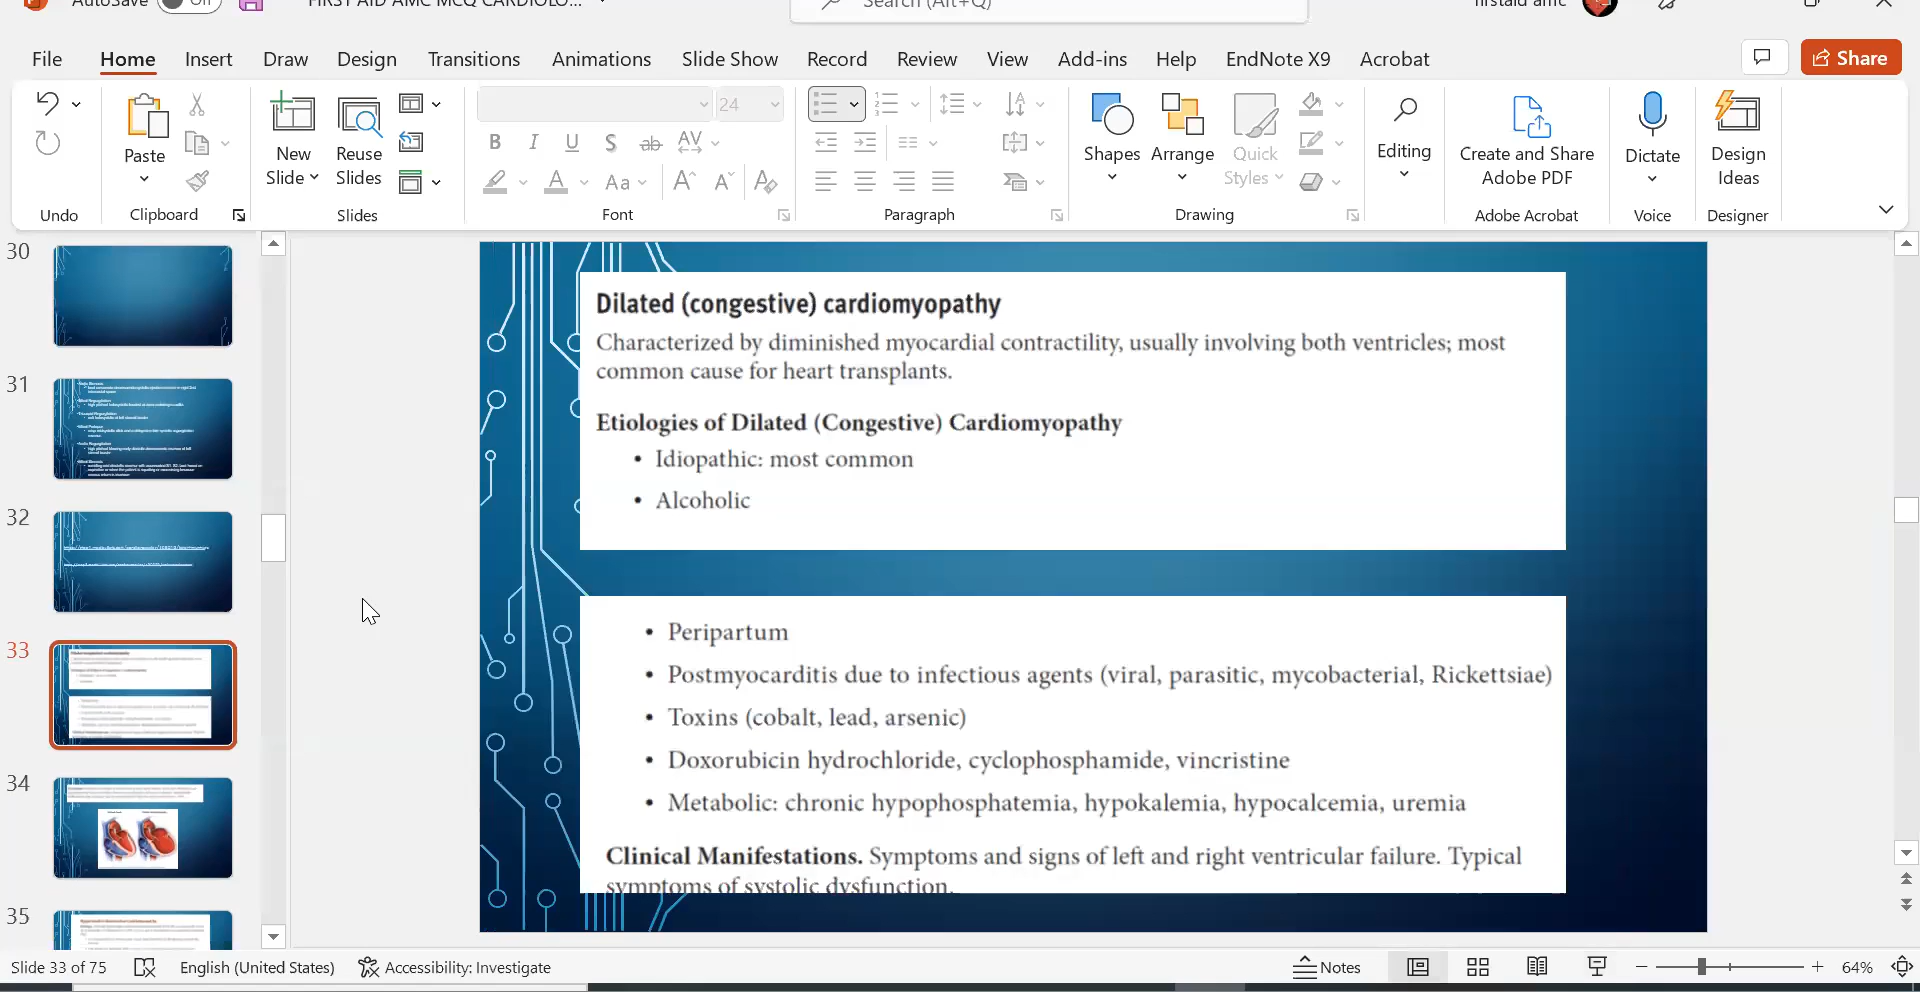 AutoSave Off FIRST AID AMC MCQ CARDIOLO... Search (Alt+Q) firstaid amc
File Home Insert Draw Design Transitions Animations Slide Show Record Review View Add-ins Help EndNote X9 Acrobat Share
24
Paste
New Slide
Reuse Slides
Shapes
Arrange
Quick Styles
Editing
Create and Share Adobe PDF
Dictate
Design Ideas
Undo Clipboard Slides Font Paragraph Drawing Adobe Acrobat Voice Designer
30
31
32
33
34
35
Dilated (congestive) cardiomyopathy
Characterized by diminished myocardial contractility, usually involving both ventricles; most
common cause for heart transplants.
Etiologies of Dilated (Congestive) Cardiomyopathy
• Idiopathic: most common
• Alcoholic
• Peripartum
• Postmyocarditis due to infectious agents (viral, parasitic, mycobacterial, Rickettsiae)
• Toxins (cobalt, lead, arsenic)
• Doxorubicin hydrochloride, cyclophosphamide, vincristine
• Metabolic: chronic hypophosphatemia, hypokalemia, hypocalcemia, uremia
Clinical Manifestations. Symptoms and signs of left and right ventricular failure. Typical
symptoms of systolic dysfunction.
Slide 33 of 75 English (United States) Accessibility: Investigate Notes 64%